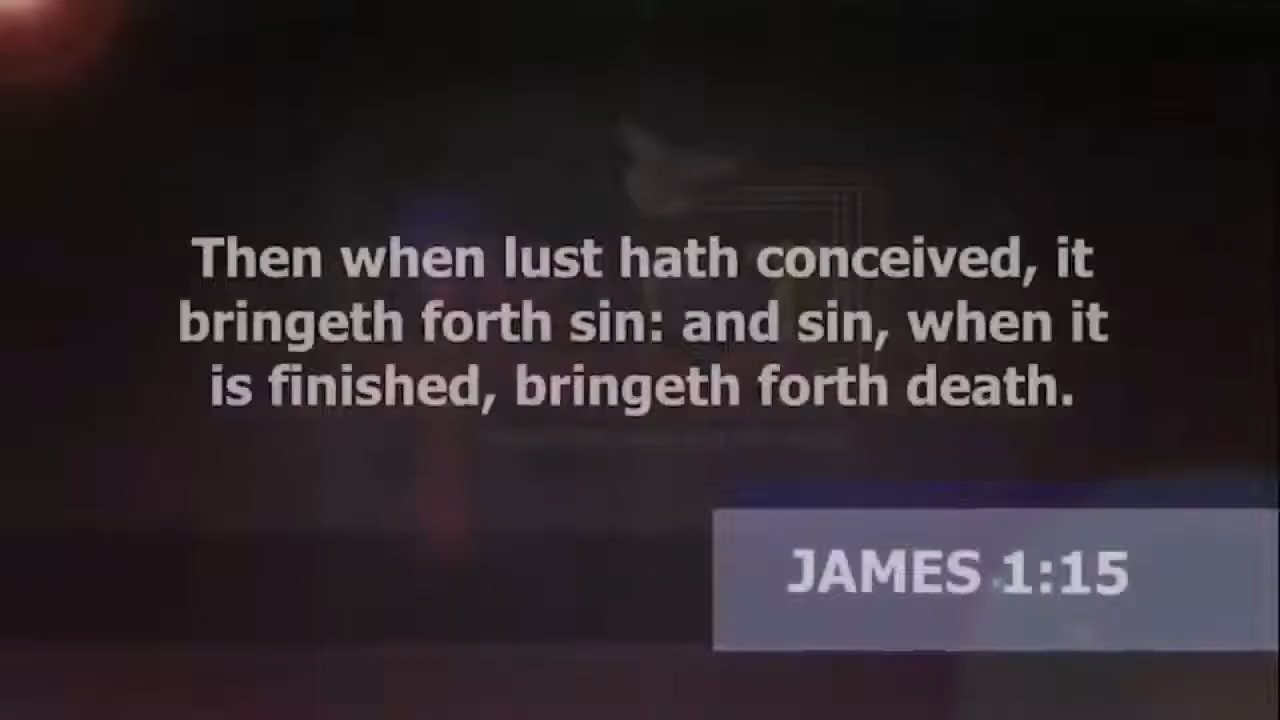 Then when lust hath conceived, it
bringeth forth sin: and sin, when it
is finished, bringeth forth death.
JAMES 1:15